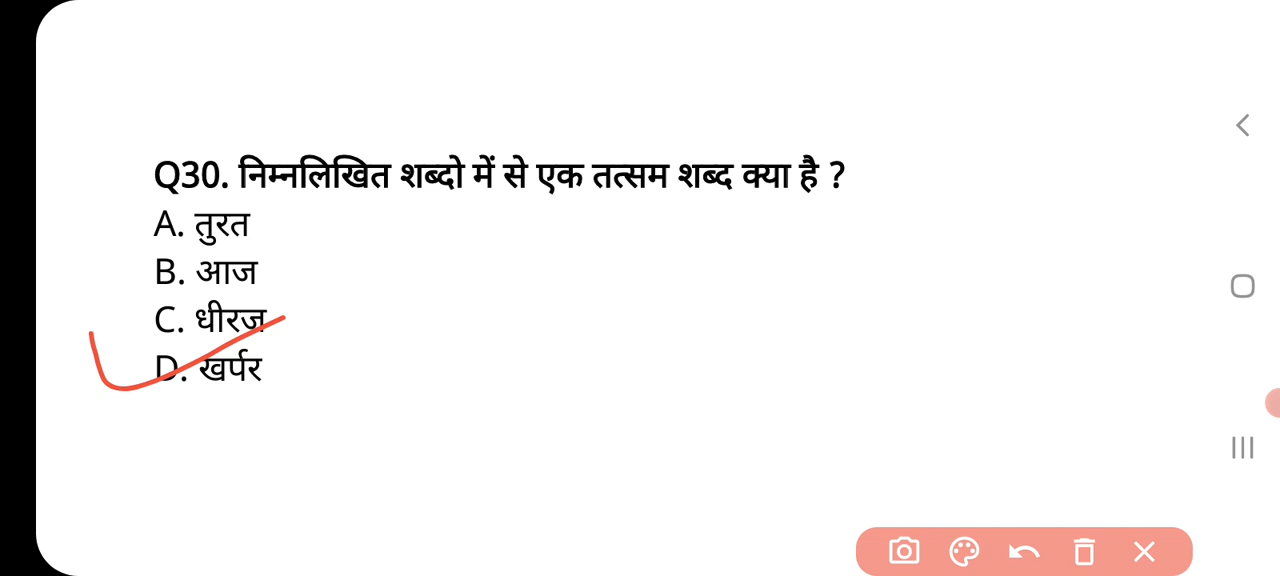 Q30. निम्नलिखित शब्दो में से एक तत्सम शब्द क्या है ?
A. तुरत
B. आज
C. धीरज
D. खर्पर